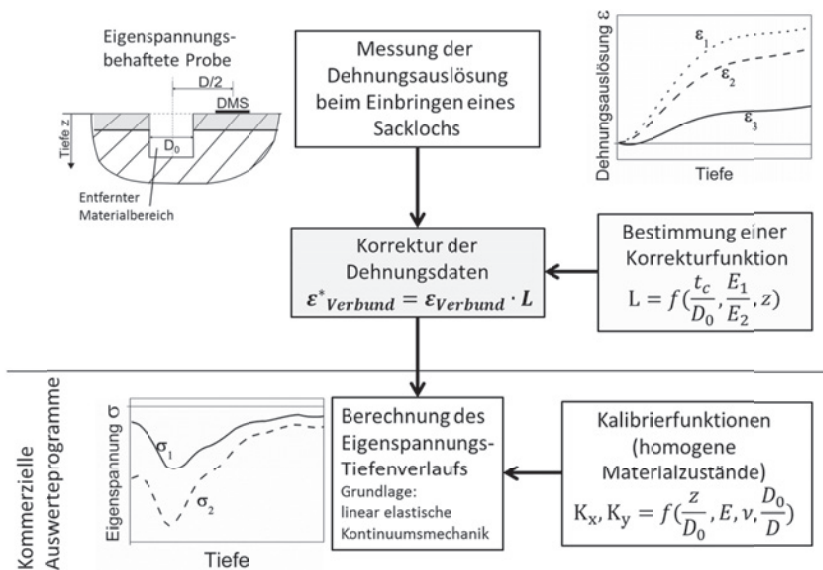 Eigenspannungs-
behaftete Probe
D/2
DMS
Tiefe z
D₀
Entfernter
Materialbereich
Messung der
Dehnungsauslösung
beim Einbringen eines
Sacklochs
Dehnungsauslösung ε
ε₁
ε₂
ε₃
Tiefe
Korrektur der
Dehnungsdaten
ε*Verbund = εVerbund · L
Bestimmung einer
Korrekturfunktion
L = f(t_c/D₀, E₁/E₂, z)
Kommerzielle
Auswerteprogramme
Eigenspannung σ
σ₁
σ₂
Tiefe
Berechnung des
Eigenspannungs-
Tiefenverlaufs
Grundlage:
linear elastische
Kontinuumsmechanik
Kalibrierfunktionen
(homogene
Materialzustände)
Kₓ, Kᵧ = f(z/D₀, E, ν, D₀/D)